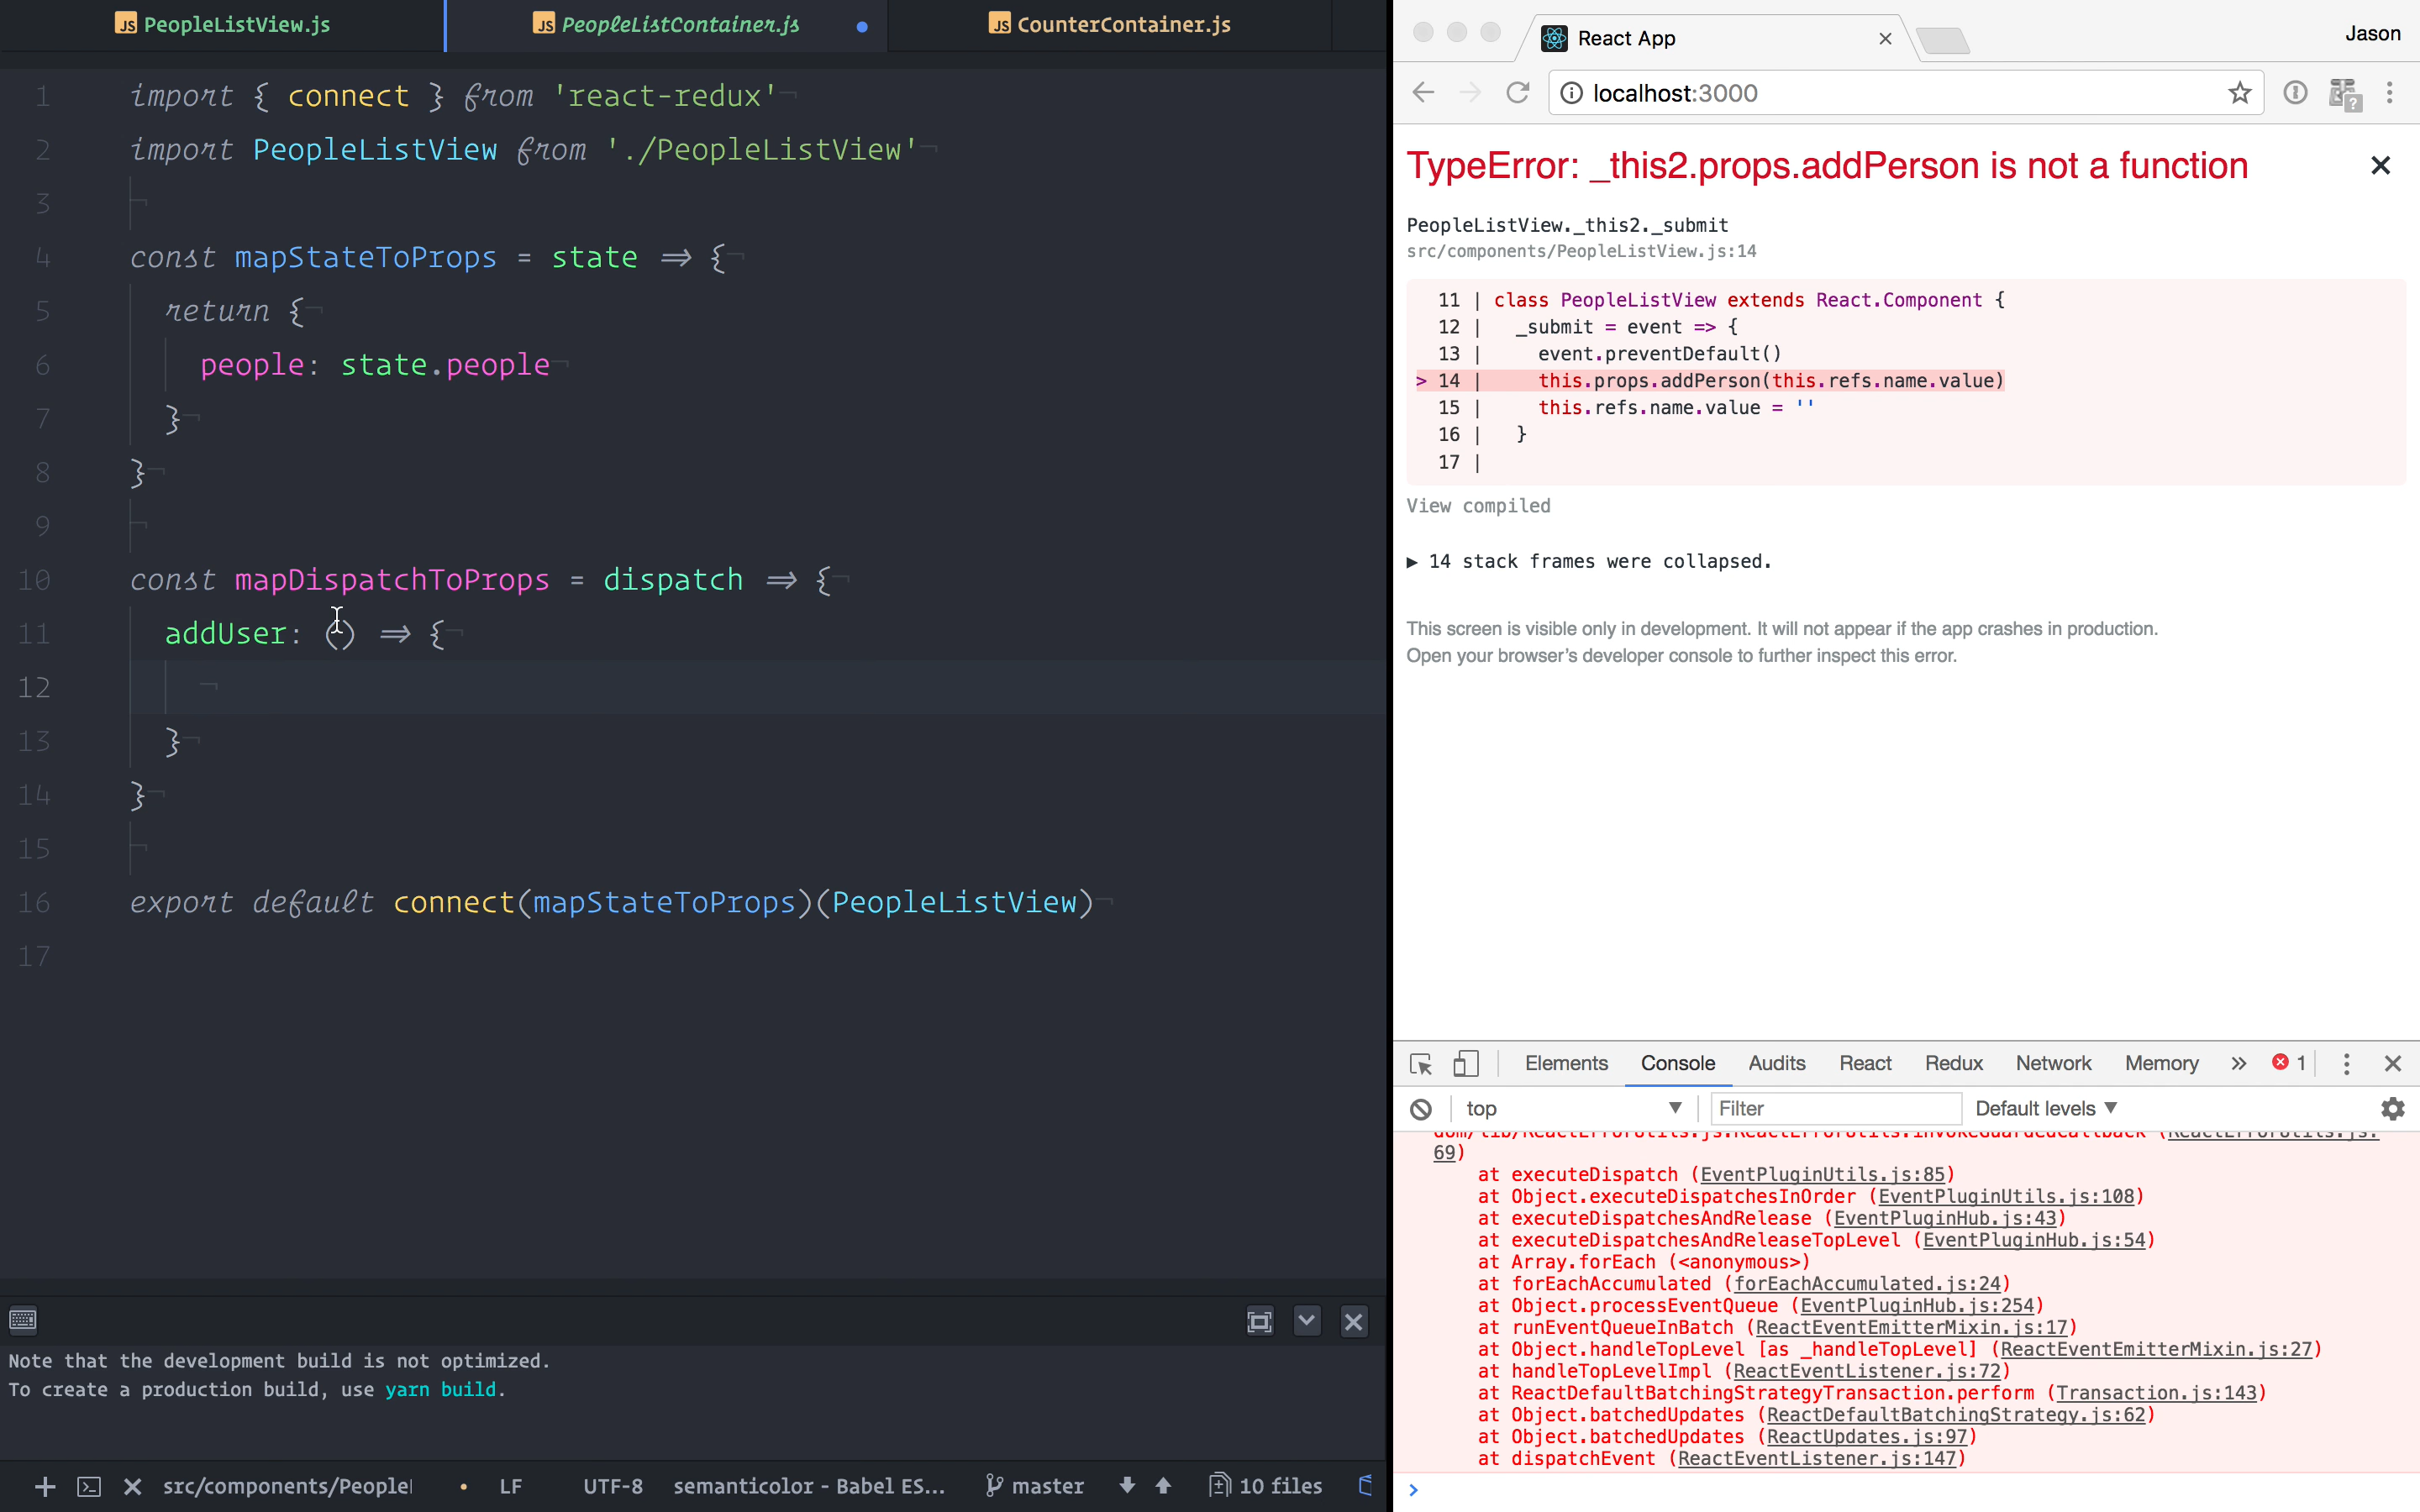 PeopleListView.js
PeopleListContainer.js
CounterContainer.js
1 import { connect } from 'react-redux'
2 import PeopleListView from './PeopleListView'
3
4 const mapStateToProps = state => {
5 return {
6 people: state.people
7 }
8 }
9
10 const mapDispatchToProps = dispatch => {
11 addUser: () => {
12
13 }
14 }
15
16 export default connect(mapStateToProps)(PeopleListView)
17
Note that the development build is not optimized.
To create a production build, use yarn build.
src/components/People
LF
UTF-8
semanticolor - Babel ES...
master
10 files
React App
Jason
localhost:3000
TypeError: _this2.props.addPerson is not a function
PeopleListView._this2._submit
src/components/PeopleListView.js:14
11 | class PeopleListView extends React.Component {
12 | _submit = event => {
13 | event.preventDefault()
> 14 | this.props.addPerson(this.refs.name.value)
15 | this.refs.name.value = ''
16 | }
17 |
View compiled
▶ 14 stack frames were collapsed.
This screen is visible only in development. It will not appear if the app crashes in production.
Open your browser’s developer console to further inspect this error.
Elements Console Audits React Redux Network Memory » 1
top Filter Default levels
dom/lib/ReactErrorUtils.js.ReactErrorUtils.invokeGuardedCallback (ReactErrorUtils.js:
69)
at executeDispatch (EventPluginUtils.js:85)
at Object.executeDispatchesInOrder (EventPluginUtils.js:108)
at executeDispatchesAndRelease (EventPluginHub.js:43)
at executeDispatchesAndReleaseTopLevel (EventPluginHub.js:54)
at Array.forEach (<anonymous>)
at forEachAccumulated (forEachAccumulated.js:24)
at Object.processEventQueue (EventPluginHub.js:254)
at runEventQueueInBatch (ReactEventEmitterMixin.js:17)
at Object.handleTopLevel [as _handleTopLevel] (ReactEventEmitterMixin.js:27)
at handleTopLevelImpl (ReactEventListener.js:72)
at ReactDefaultBatchingStrategyTransaction.perform (Transaction.js:143)
at Object.batchedUpdates (ReactDefaultBatchingStrategy.js:62)
at Object.batchedUpdates (ReactUpdates.js:97)
at dispatchEvent (ReactEventListener.js:147)